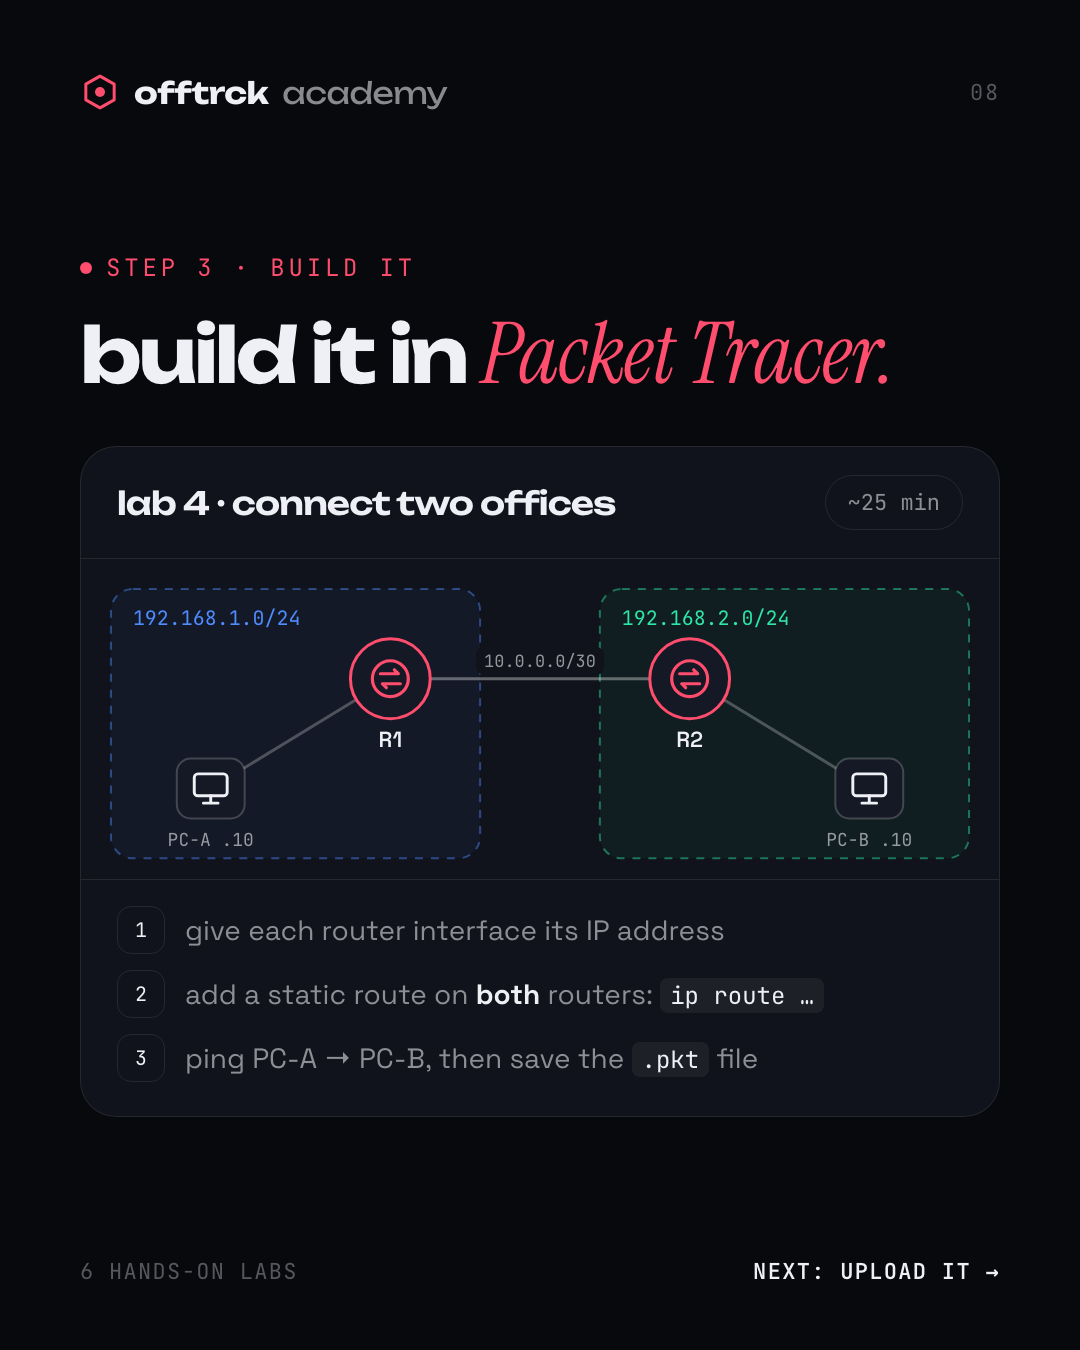 offtrck academy
08
STEP 3 · BUILD IT
build it in Packet Tracer.
lab 4 · connect two offices
~25 min
192.168.1.0/24
192.168.2.0/24
10.0.0.0/30
R1
R2
PC-A .10
PC-B .10
1 give each router interface its IP address
2 add a static route on both routers: ip route …
3 ping PC-A → PC-B, then save the .pkt file
6 HANDS-ON LABS
NEXT: UPLOAD IT →